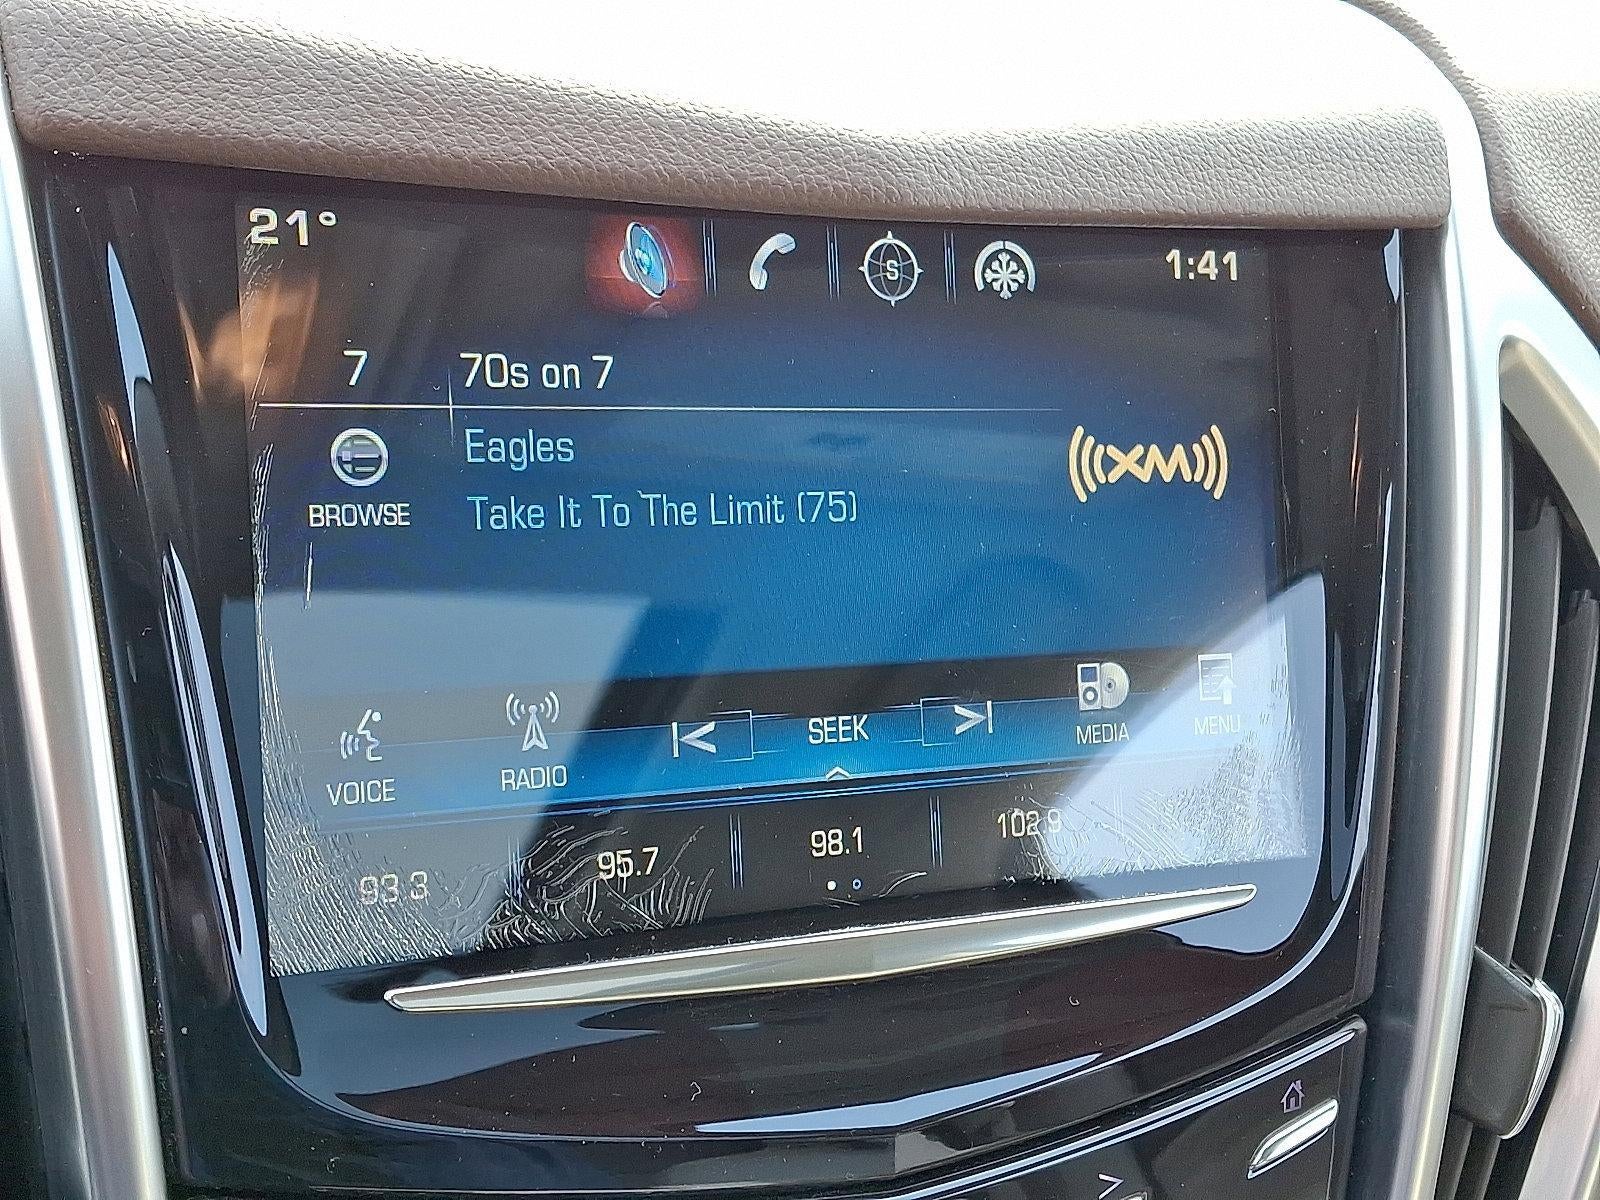 21°
S
1:41
7
70s on 7
Eagles
Take It To The Limit (75)
BROWSE
XM
VOICE
RADIO
SEEK
MEDIA
MENU
93.3
95.7
98.1
102.9